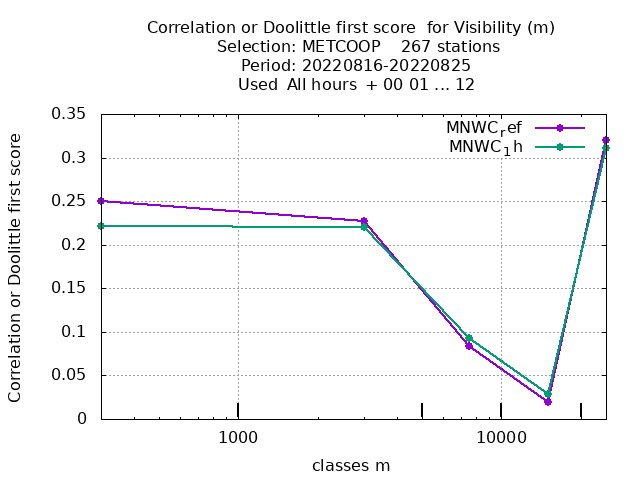 Correlation or Doolittle first score  for Visibility (m)
Selection: METCOOP    267 stations
Period: 20220816-20220825
Used  All hours  + 00 01 ... 12
MNWC_ref
MNWC_1h
0.35
0.3
0.25
0.2
0.15
0.1
0.05
0
Correlation or Doolittle first score
1000 10000
classes m